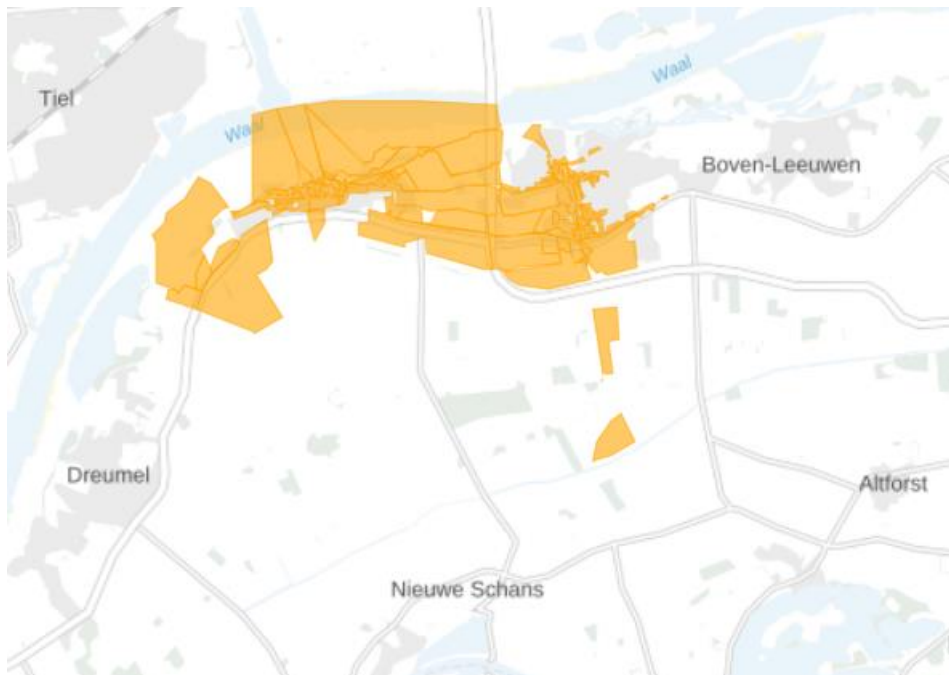 Tiel
Waal
Waal
Boven-Leeuwen
Dreumel
Altforst
Nieuwe Schans